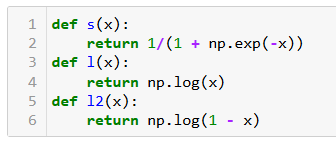 1 def s(x):
2     return 1/(1 + np.exp(-x))
3 def l(x):
4     return np.log(x)
5 def l2(x):
6     return np.log(1 - x)